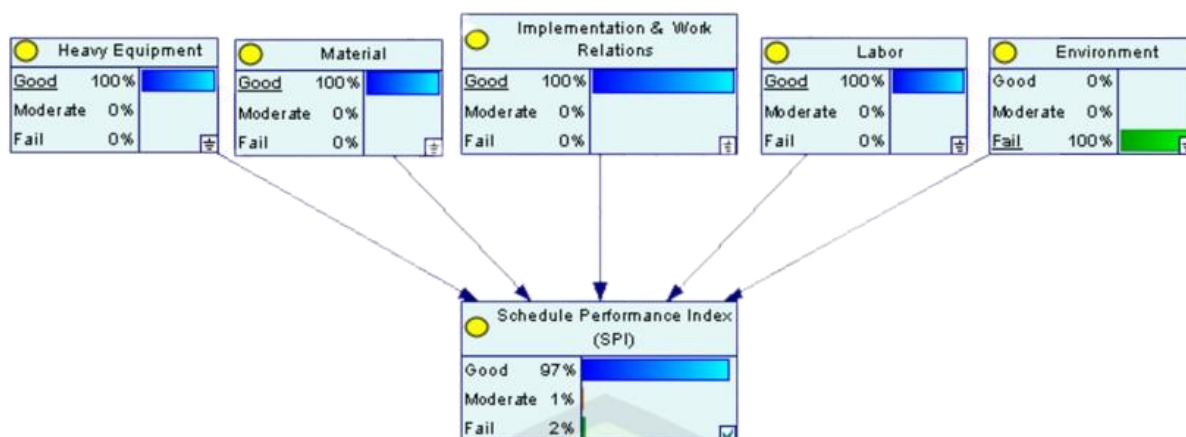 Heavy Equipment
Good 100%
Moderate 0%
Fail 0%
Material
Good 100%
Moderate 0%
Fail 0%
Implementation & Work
Relations
Good 100%
Moderate 0%
Fail 0%
Labor
Good 100%
Moderate 0%
Fail 0%
Environment
Good 0%
Moderate 0%
Fail 100%
Schedule Performance Index
(SPI)
Good 97%
Moderate 1%
Fail 2%